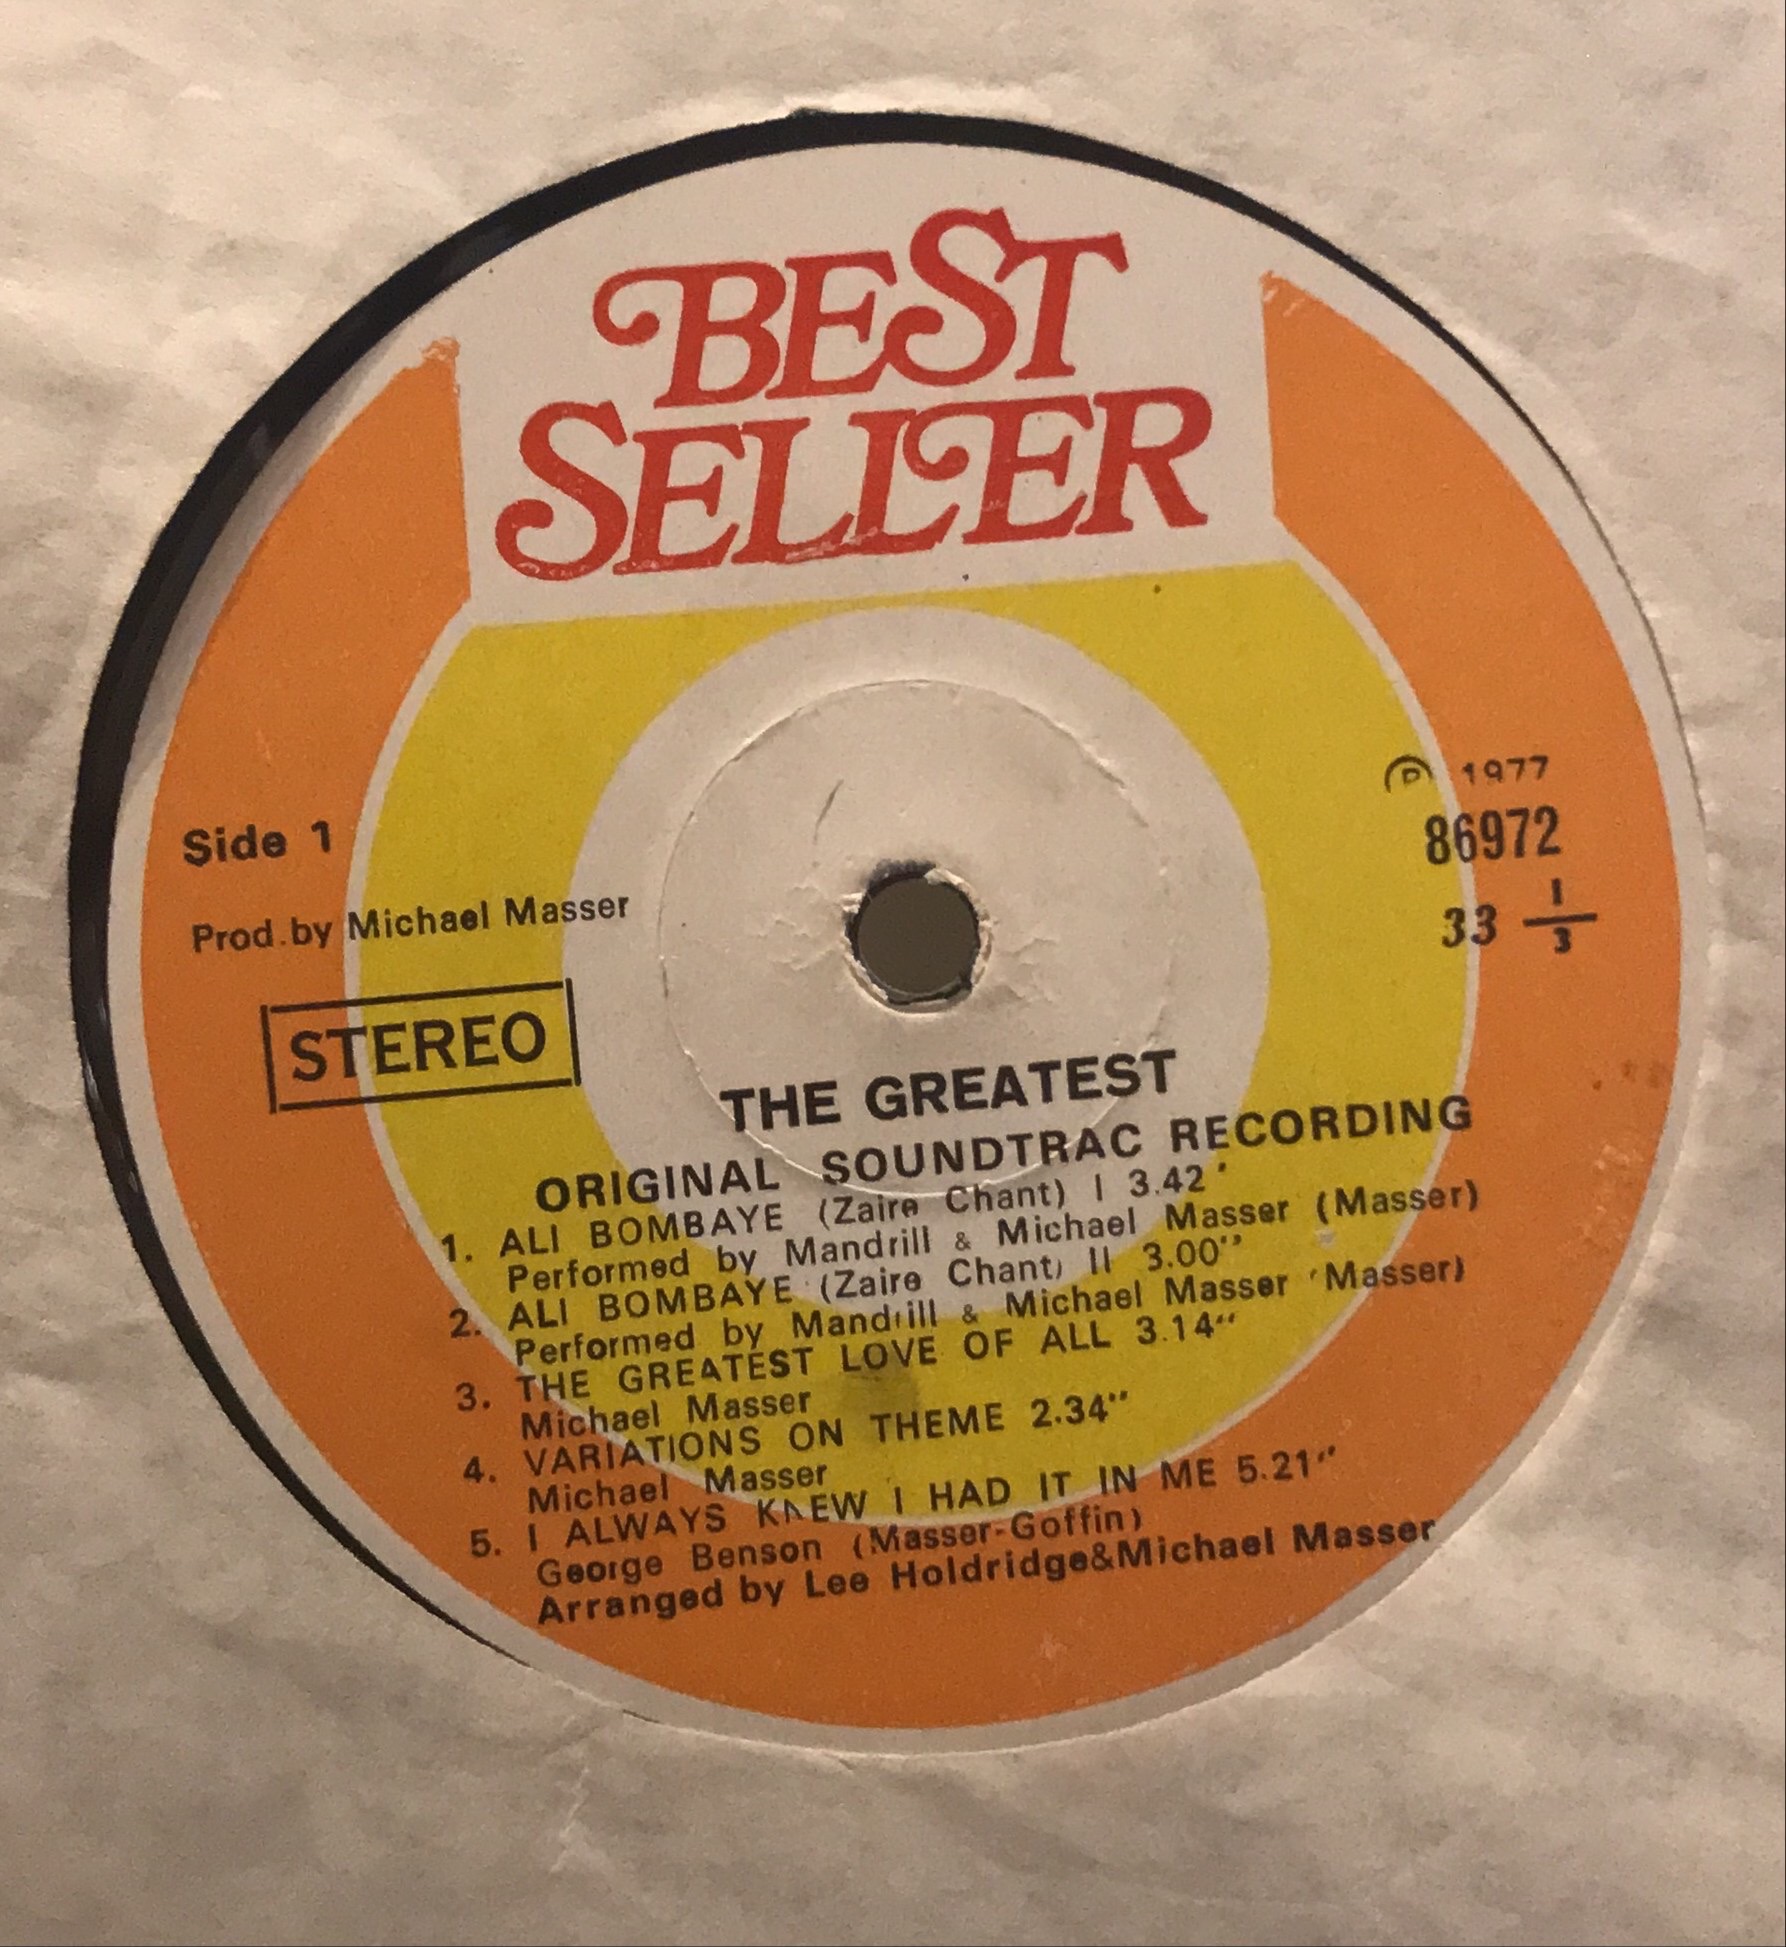 BEST
SELLER
Ⓟ 1977
86972
33 1/3
Side 1
Prod.by Michael Masser
STEREO
THE GREATEST
ORIGINAL SOUNDTRAC RECORDING
1. ALI BOMBAYE (Zaire Chant) I 3.42'
Performed by Mandrill & Michael Masser (Masser)
2. ALI BOMBAYE (Zaire Chant) II 3.00''
Performed by Mandrill & Michael Masser (Masser)
3. THE GREATEST LOVE OF ALL 3.14''
Michael Masser
4. VARIATIONS ON THEME 2.34''
Michael Masser
5. I ALWAYS KNEW I HAD IT IN ME 5.21''
George Benson (Masser-Goffin)
Arranged by Lee Holdridge&Michael Masser